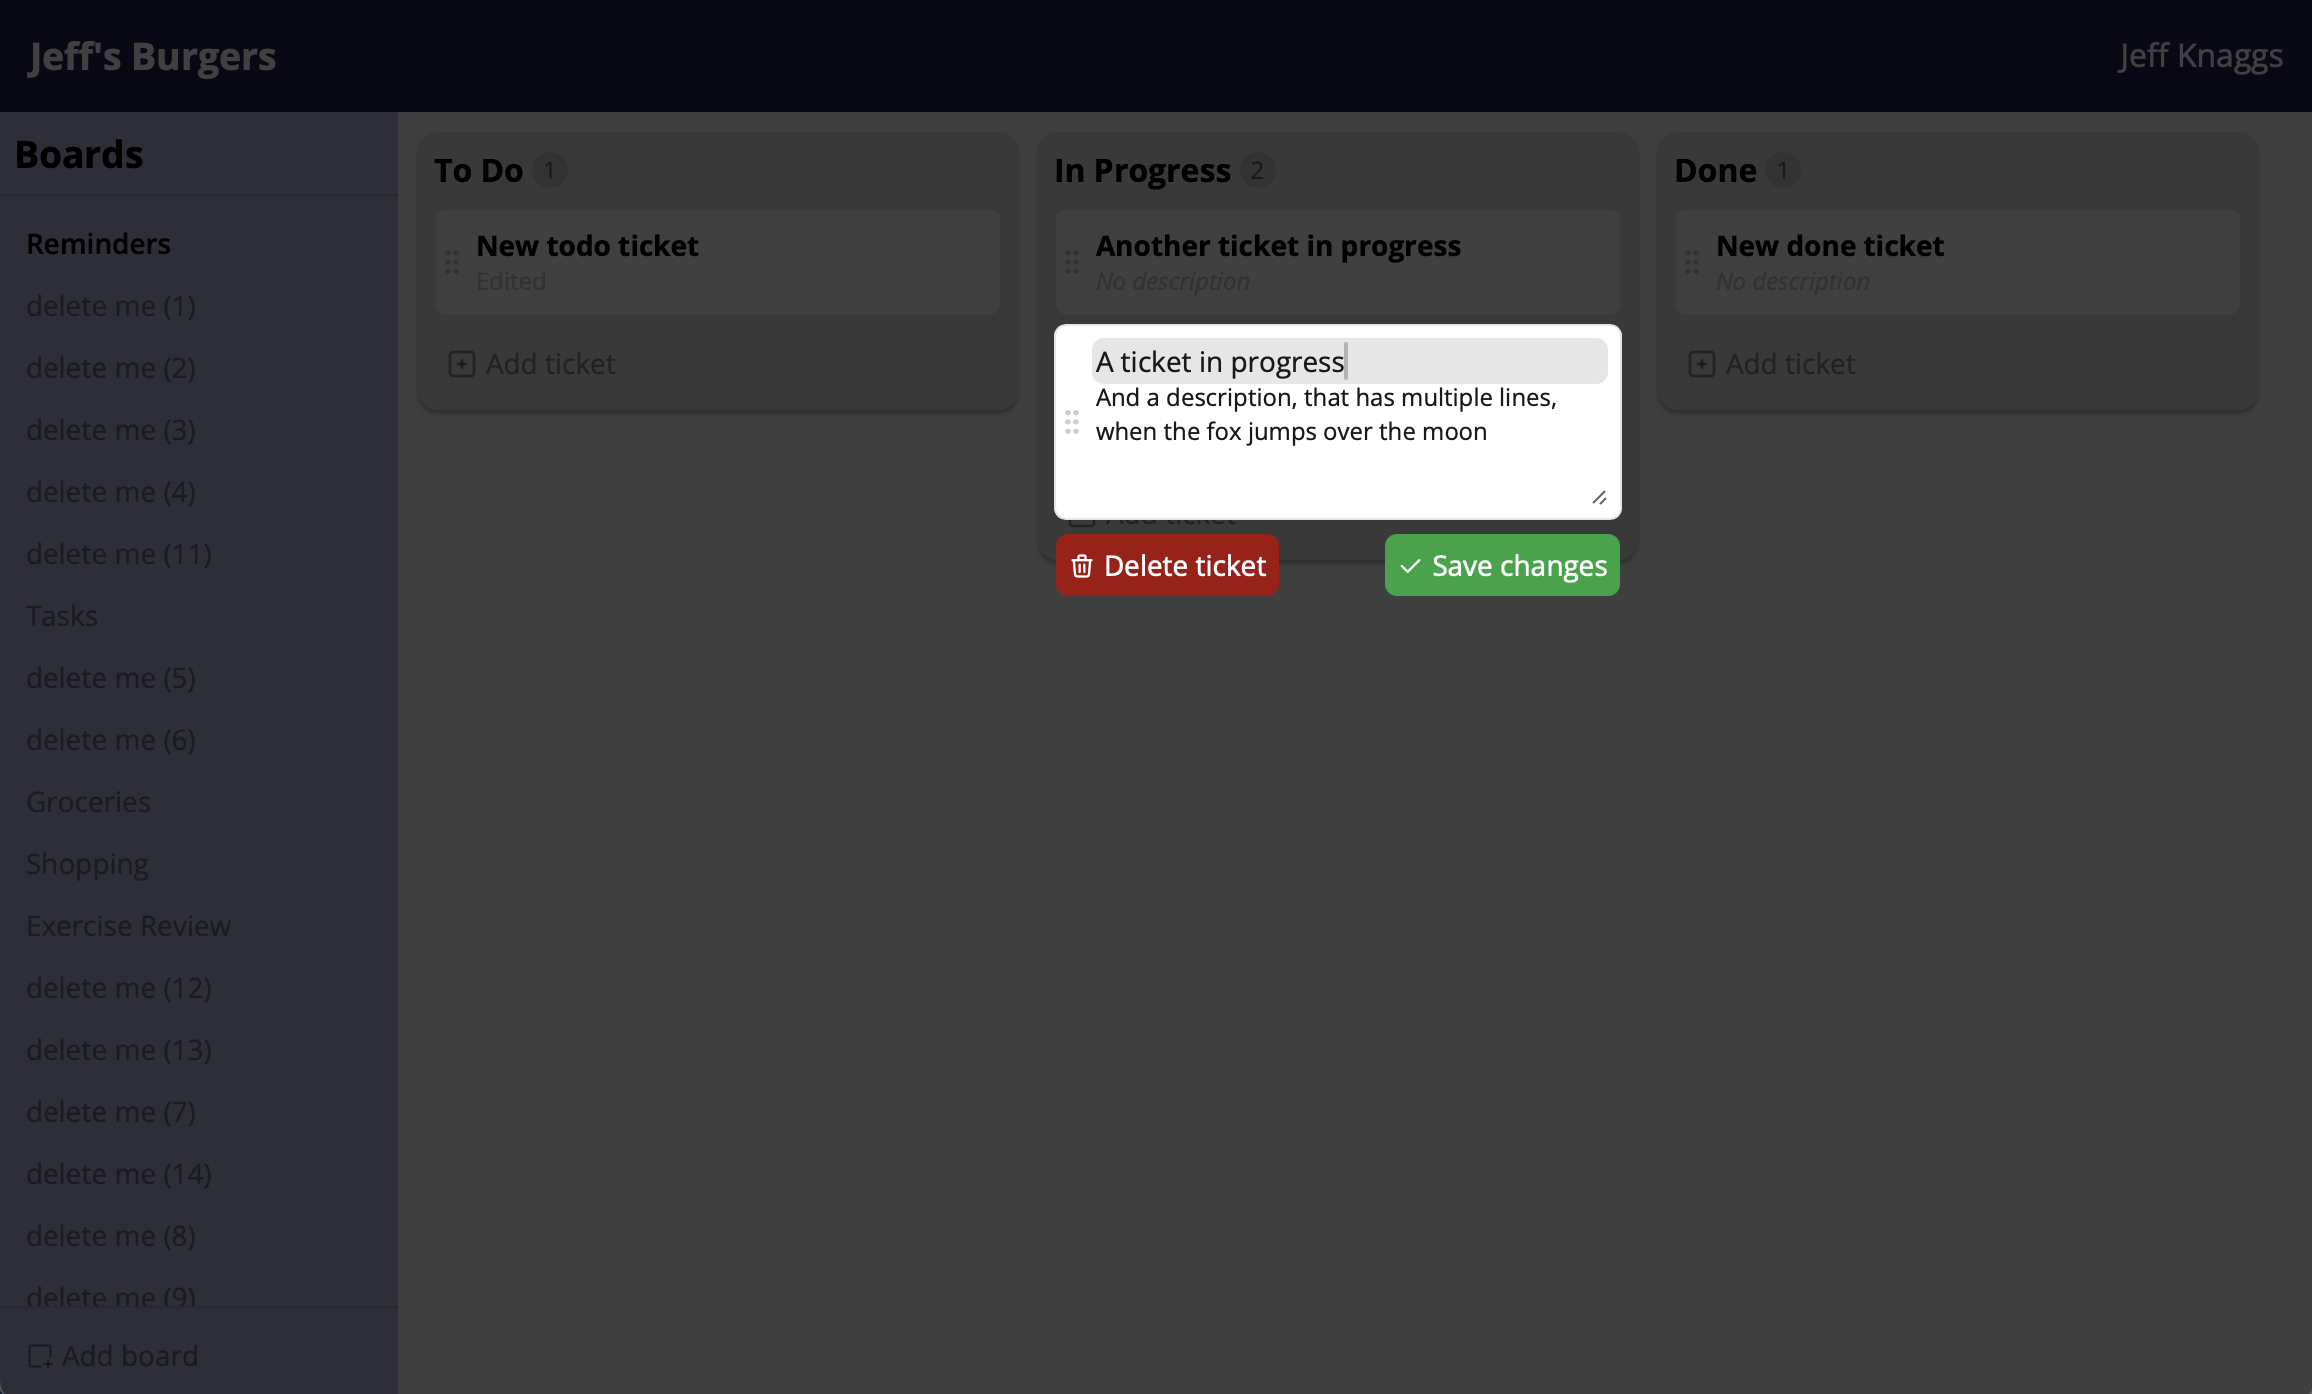 Jeff's Burgers
Jeff Knaggs
Boards
Reminders
delete me (1)
delete me (2)
delete me (3)
delete me (4)
delete me (11)
Tasks
delete me (5)
delete me (6)
Groceries
Shopping
Exercise Review
delete me (12)
delete me (13)
delete me (7)
delete me (14)
delete me (8)
delete me (9)
Add board
To Do 1
New todo ticket
Edited
Add ticket
In Progress 2
Another ticket in progress
No description
A ticket in progress
And a description, that has multiple lines,
when the fox jumps over the moon
Add ticket
Delete ticket
Save changes
Done 1
New done ticket
No description
Add ticket